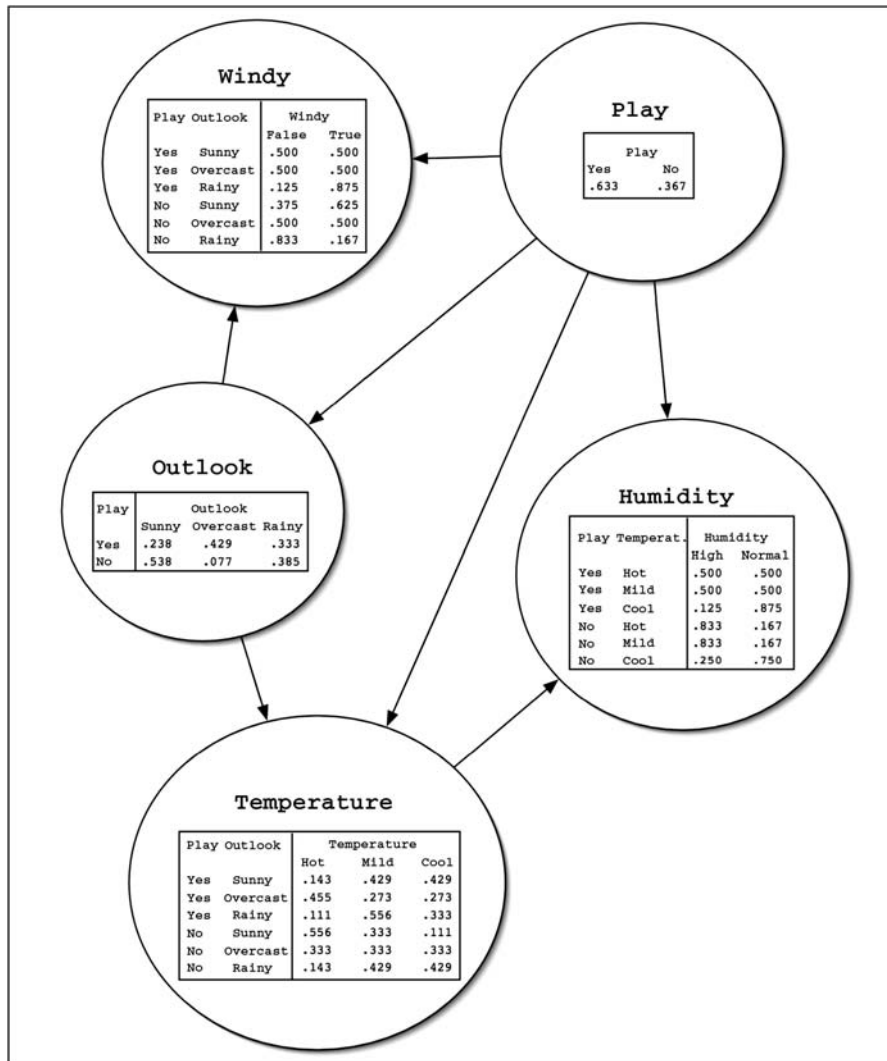 Windy
Play Outlook Windy
False True
Yes Sunny .500 .500
Yes Overcast .500 .500
Yes Rainy .125 .875
No Sunny .375 .625
No Overcast .500 .500
No Rainy .833 .167
Play
Play
Yes No
.633 .367
Outlook
Play Outlook
Sunny Overcast Rainy
Yes .238 .429 .333
No .538 .077 .385
Humidity
Play Temperat. Humidity
High Normal
Yes Hot .500 .500
Yes Mild .500 .500
Yes Cool .125 .875
No Hot .833 .167
No Mild .833 .167
No Cool .250 .750
Temperature
Play Outlook Temperature
Hot Mild Cool
Yes Sunny .143 .429 .429
Yes Overcast .455 .273 .273
Yes Rainy .111 .556 .333
No Sunny .556 .333 .111
No Overcast .333 .333 .333
No Rainy .143 .429 .429